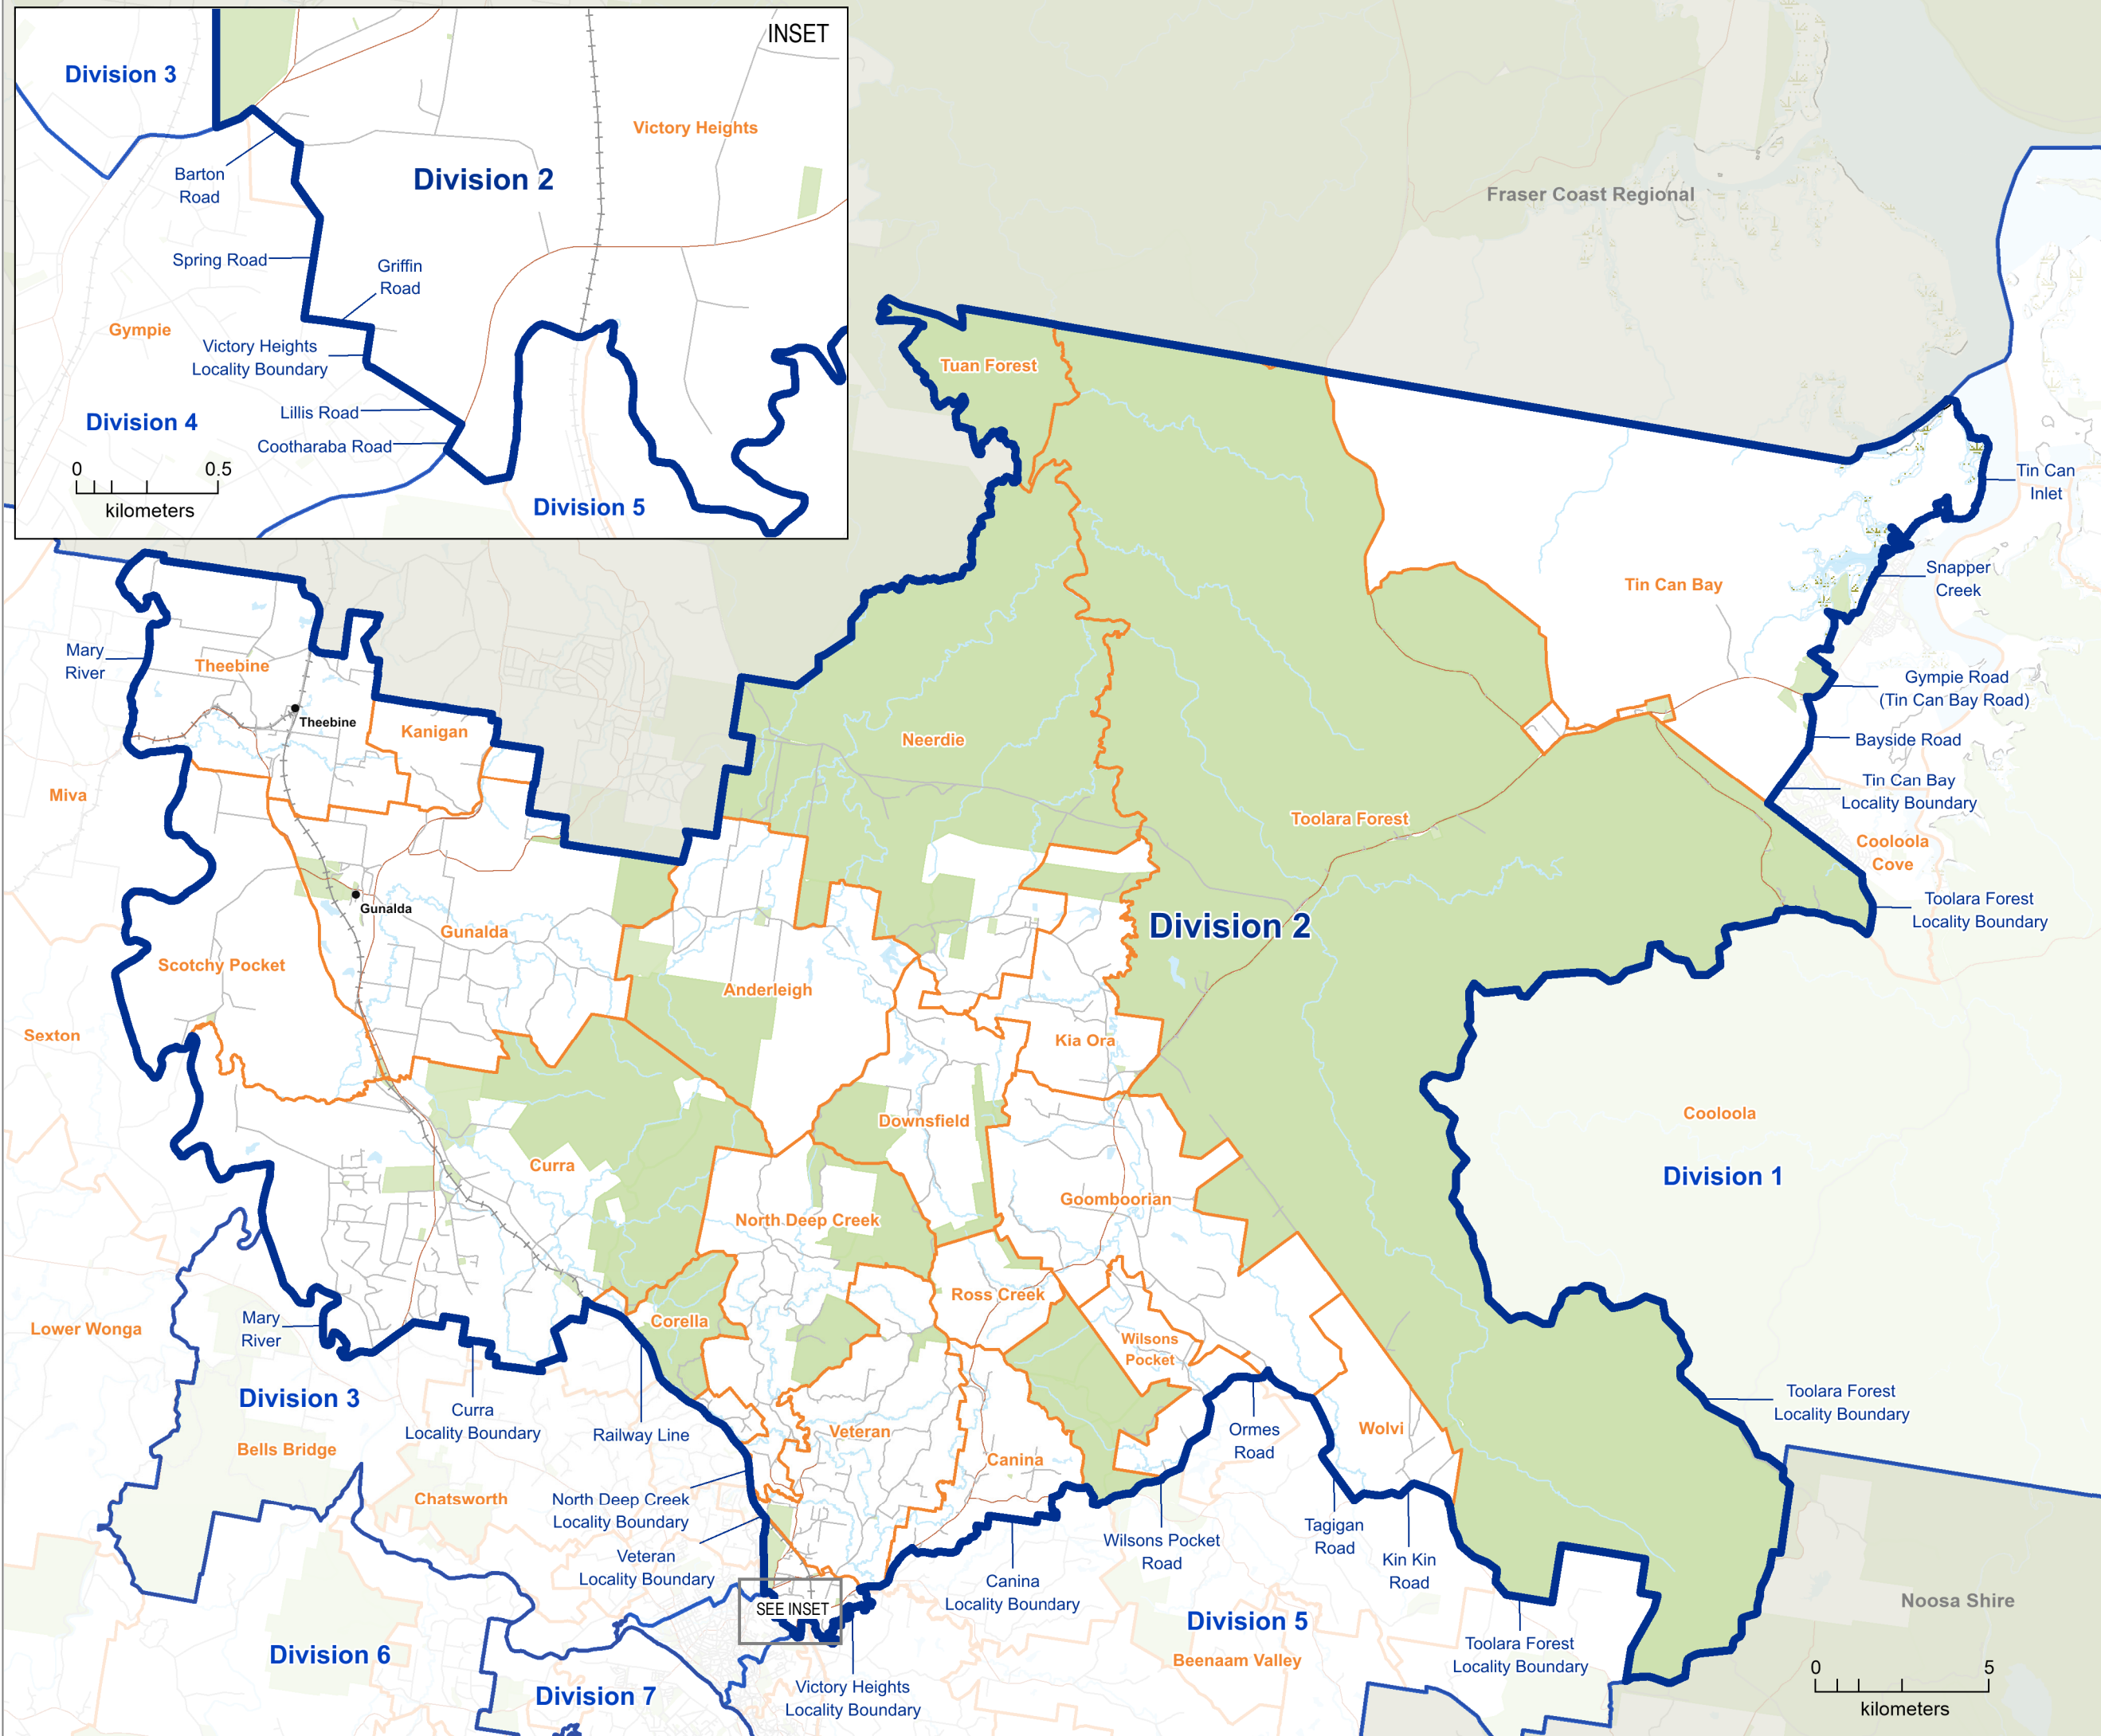 INSET
Division 3
Victory Heights
Barton
Road
Division 2
Spring Road
Griffin
Road
Gympie
Victory Heights
Locality Boundary
Lillis Road
Division 4
Cootharaba Road
0 0.5
kilometers
Division 5
Fraser Coast Regional
Tuan Forest
Tin Can
Inlet
Snapper
Creek
Tin Can Bay
Mary
River
Theebine
Theebine
Kanigan
Gympie Road
(Tin Can Bay Road)
Bayside Road
Neerdie
Miva
Tin Can Bay
Locality Boundary
Toolara Forest
Cooloola
Cove
Gunalda
Gunalda
Toolara Forest
Locality Boundary
Division 2
Scotchy Pocket
Anderleigh
Sexton
Kia Ora
Downsfield
Cooloola
Curra
Division 1
Goomboorian
North Deep Creek
Ross Creek
Mary
River
Lower Wonga
Corella
Wilsons
Pocket
Division 3
Toolara Forest
Locality Boundary
Curra
Locality Boundary
Railway Line
Veteran
Ormes
Road
Wolvi
Bells Bridge
Canina
Chatsworth
North Deep Creek
Locality Boundary
Wilsons Pocket
Road
Tagigan
Road
Kin Kin
Road
Veteran
Locality Boundary
Canina
Locality Boundary
SEE INSET
Noosa Shire
Division 5
Division 6
Toolara Forest
Locality Boundary
Beenaam Valley
Division 7
Victory Heights
Locality Boundary
0 5
kilometers